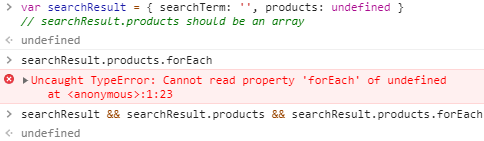 > var searchResult = { searchTerm: '', products: undefined }
// searchResult.products should be an array
< undefined
> searchResult.products.forEach
Uncaught TypeError: Cannot read property 'forEach' of undefined
at <anonymous>:1:23
> searchResult && searchResult.products && searchResult.products.forEach
< undefined